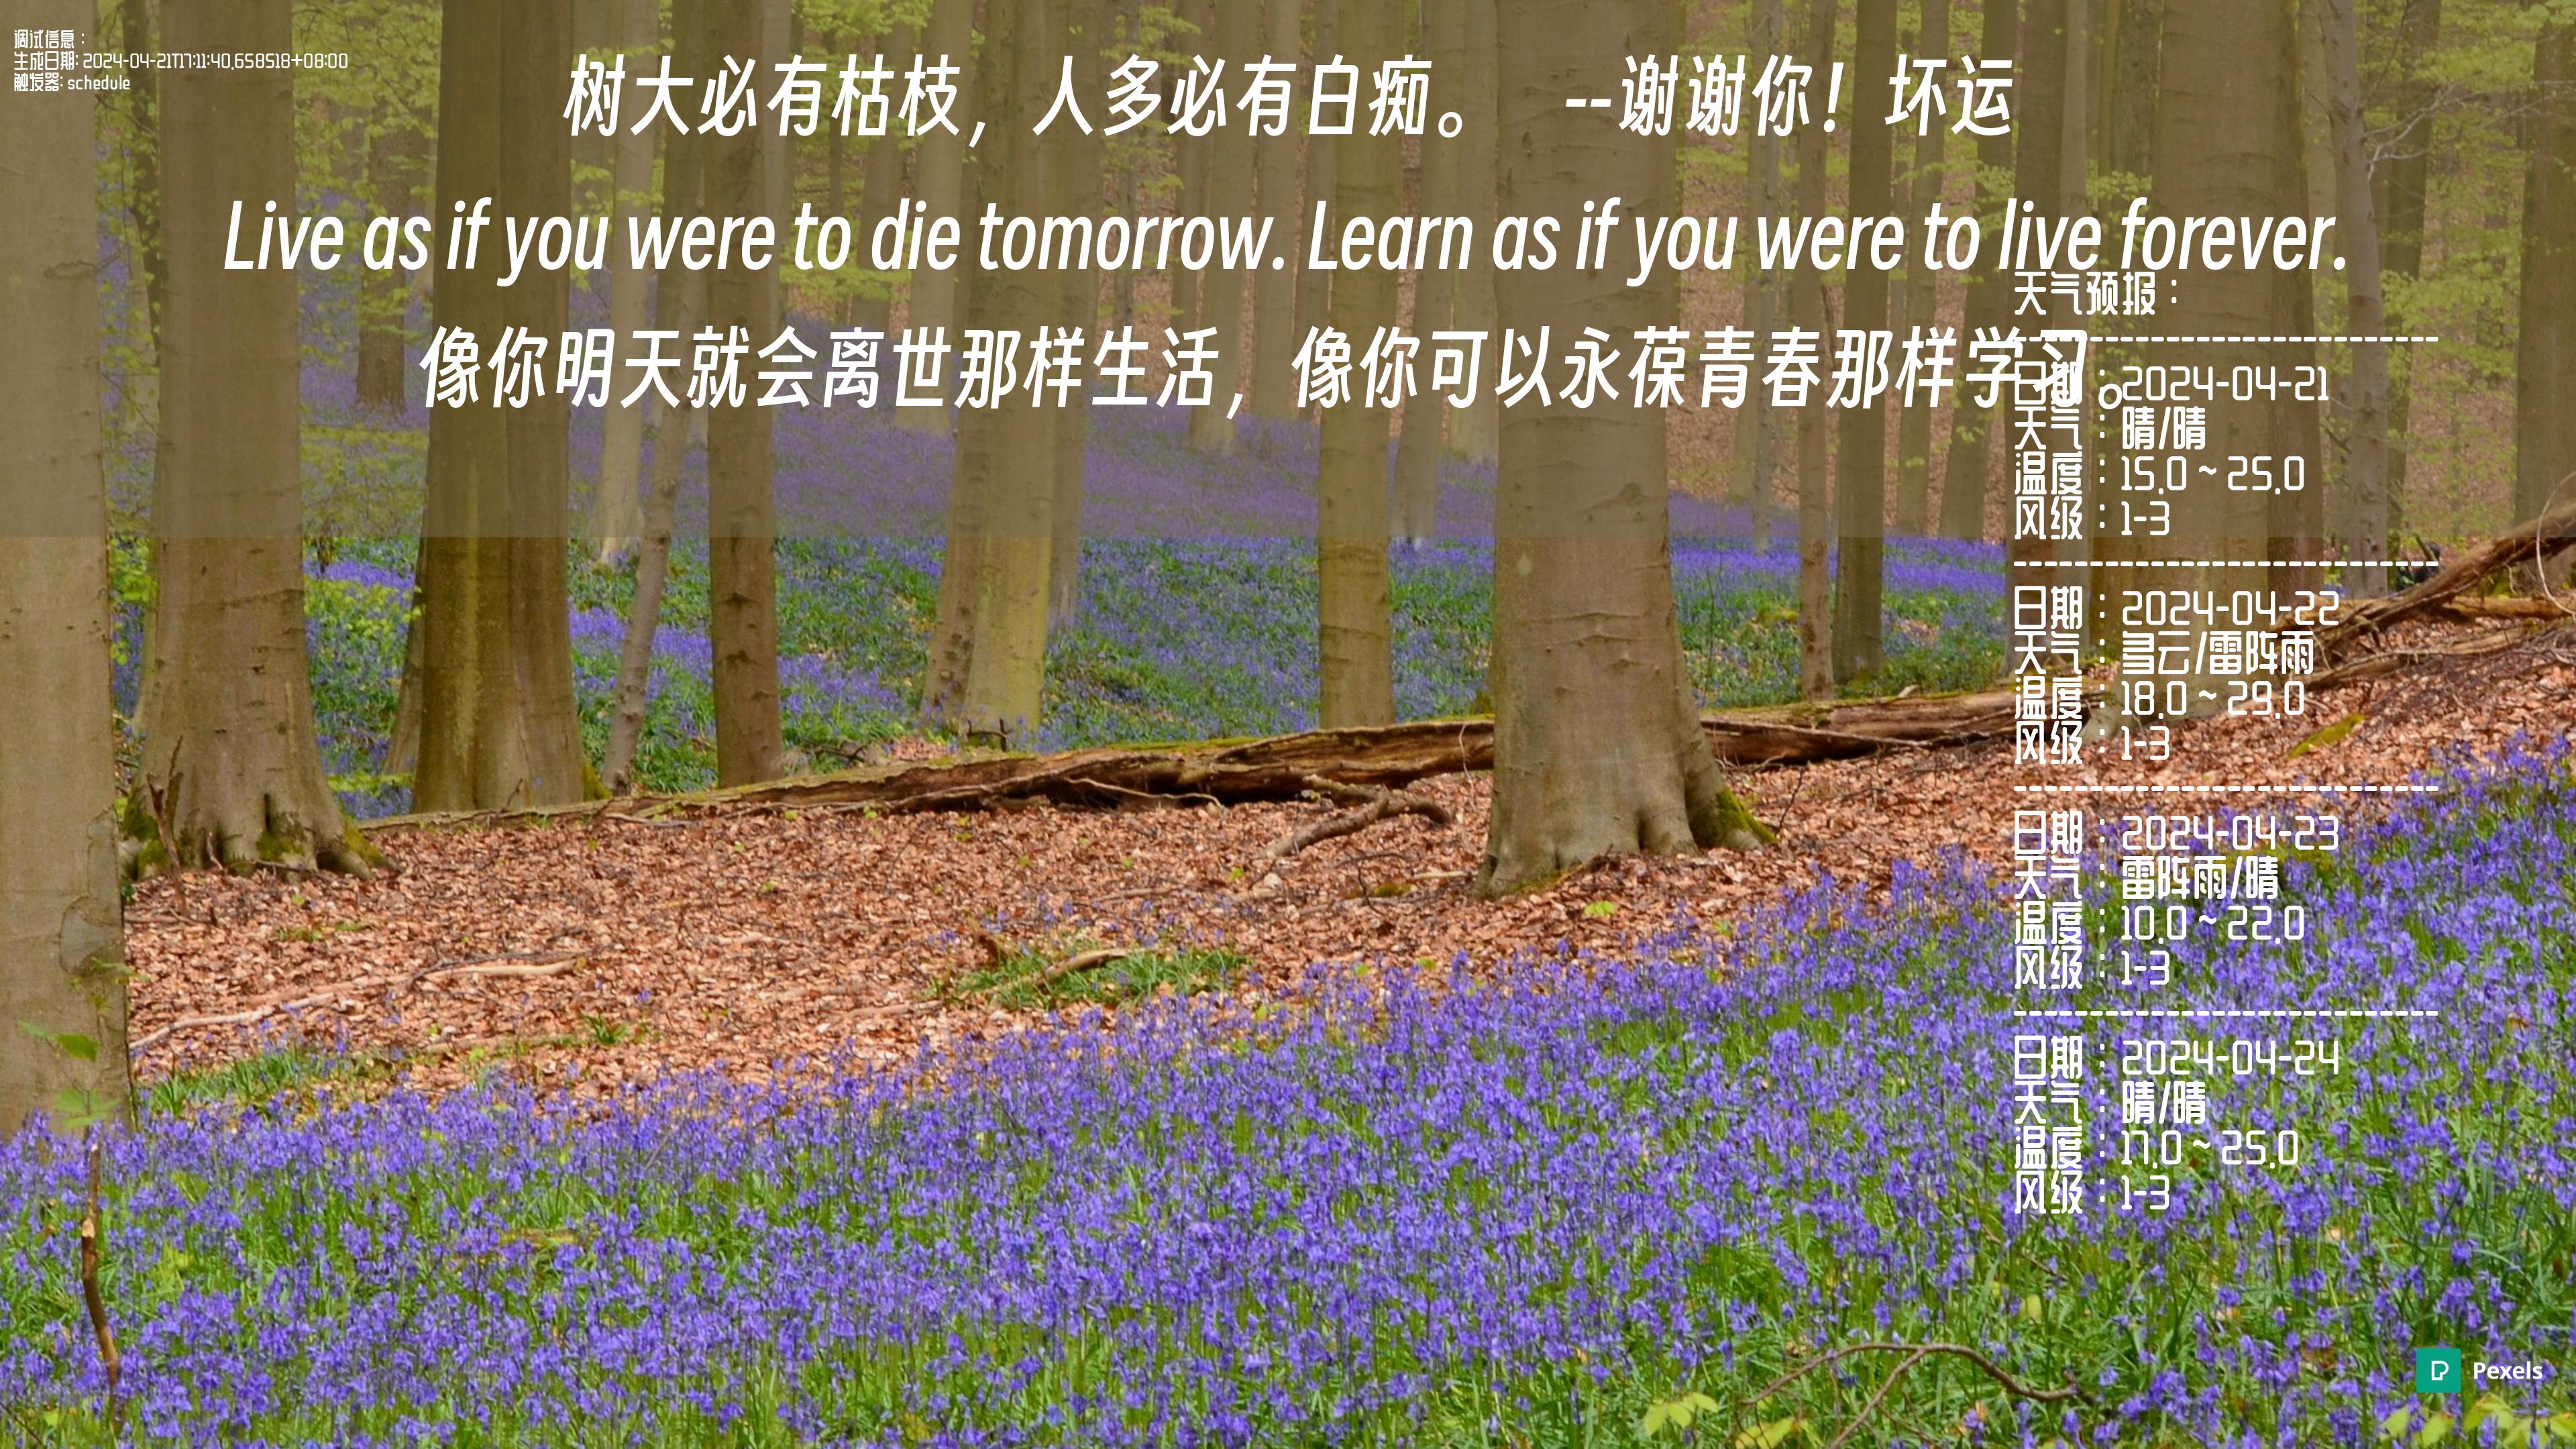 调试信息：
生成日期: 2024-04-21T17:11:40.658518+08:00
触发器: schedule
树大必有枯枝，人多必有白痴。 --谢谢你！坏运
Live as if you were to die tomorrow. Learn as if you were to live forever.
像你明天就会离世那样生活，像你可以永葆青春那样学习。
天气预报：
------------------------------
日期：2024-04-21
天气：晴/晴
温度：15.0 ~ 25.0
风级：1-3
------------------------------
日期：2024-04-22
天气：多云/雷阵雨
温度：18.0 ~ 29.0
风级：1-3
------------------------------
日期：2024-04-23
天气：雷阵雨/晴
温度：10.0 ~ 22.0
风级：1-3
------------------------------
日期：2024-04-24
天气：晴/晴
温度：17.0 ~ 25.0
风级：1-3
Pexels